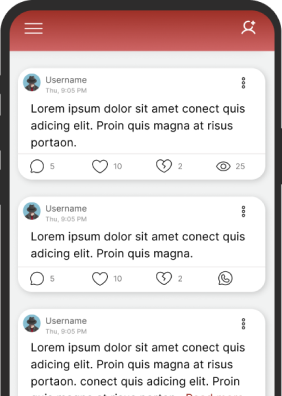 Username
Thu, 9:05 PM
Lorem ipsum dolor sit amet conect quis
adicing elit. Proin quis magna at risus
portaon.
5 10 2 25
Username
Thu, 9:05 PM
Lorem ipsum dolor sit amet conect quis
adicing elit. Proin quis magna.
5 10 2
Username
Thu, 9:05 PM
Lorem ipsum dolor sit amet conect quis
adicing elit. Proin quis magna at risus
portaon. conect quis adicing elit. Proin